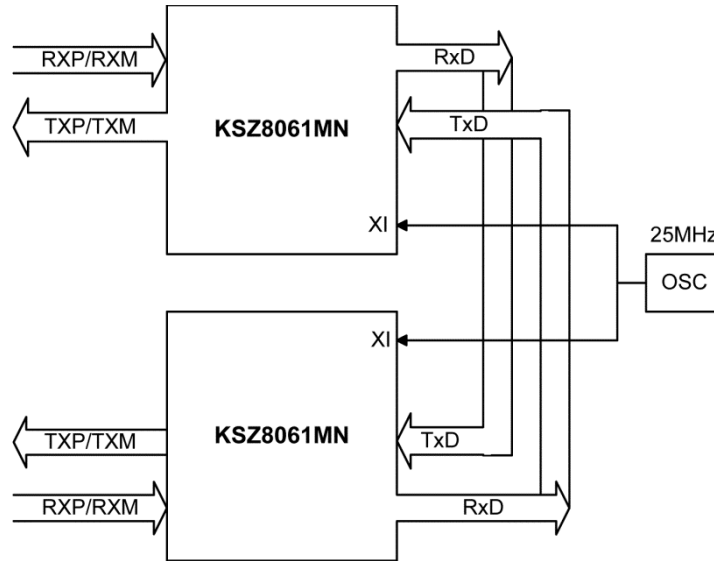 RXP/RXM
RxD
TXP/TXM
KSZ8061MN
TxD
XI
25MHz
OSC
XI
TXP/TXM
KSZ8061MN
TxD
RXP/RXM
RxD